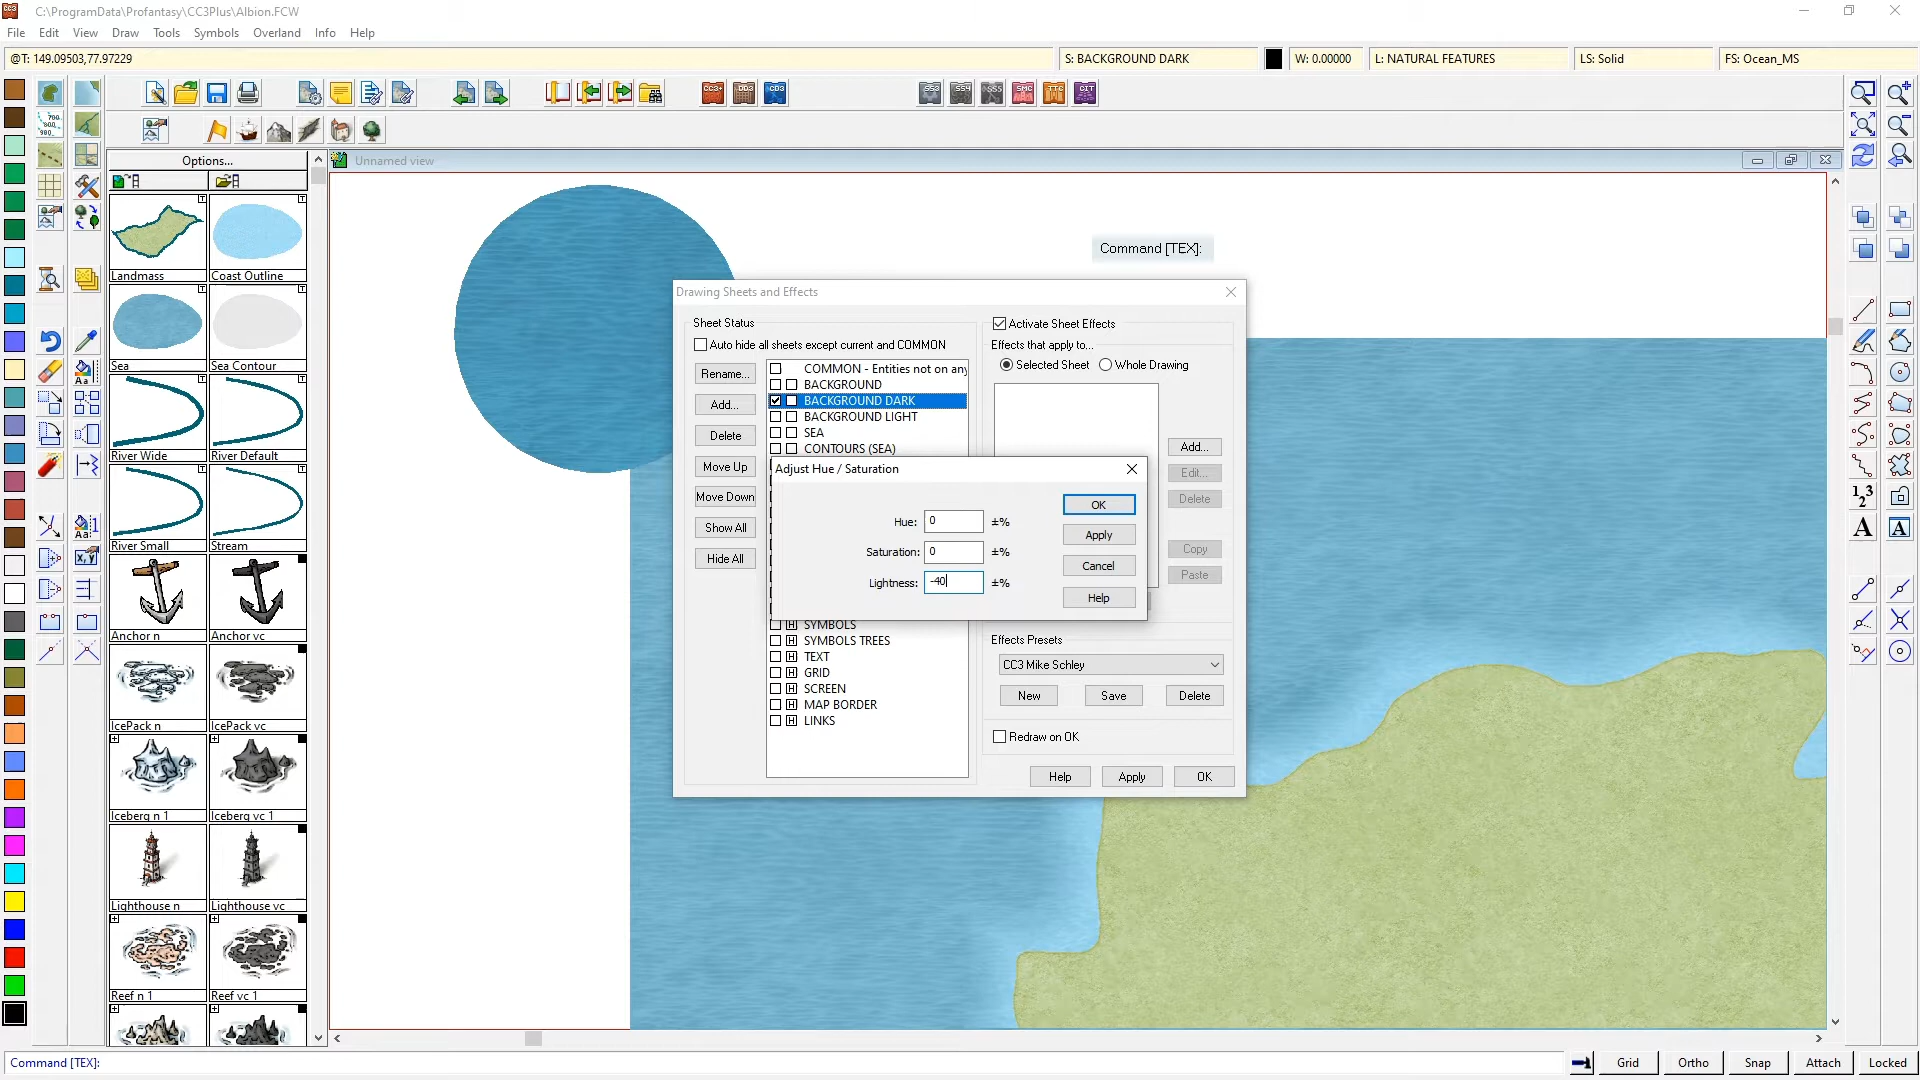 C:\ProgramData\Profantasy\CC3Plus\Albion.FCW
File Edit View Draw Tools Symbols Overland Info Help
@T: 149.09503,77.97229
S: BACKGROUND DARK
W: 0.00000
L: NATURAL FEATURES
LS: Solid
FS: Ocean_MS
Options...
Unnamed view
Landmass
Coast Outline
Sea
Sea Contour
River Wide
River Default
River Small
Stream
Anchor n
Anchor vc
IcePack n
IcePack vc
Iceberg n 1
Iceberg vc 1
Lighthouse n
Lighthouse vc
Reef n 1
Reef vc 1
Command [TEX]:
Drawing Sheets and Effects
Sheet Status
Auto hide all sheets except current and COMMON
Rename...
Add...
Delete
Move Up
Move Down
Show All
Hide All
COMMON - Entities not on any
BACKGROUND
BACKGROUND DARK
BACKGROUND LIGHT
SEA
CONTOURS (SEA)
SYMBOLS
H SYMBOLS TREES
H TEXT
H GRID
H SCREEN
H MAP BORDER
H LINKS
Activate Sheet Effects
Effects that apply to...
Selected Sheet
Whole Drawing
Add...
Edit...
Delete
Copy
Paste
Effects Presets
CC3 Mike Schley
New
Save
Delete
Redraw on OK
Help
Apply
OK
Adjust Hue / Saturation
Hue: 0 ±%
Saturation: 0 ±%
Lightness: -40 ±%
OK
Apply
Cancel
Help
Command [TEX]:
Grid
Ortho
Snap
Attach
Locked